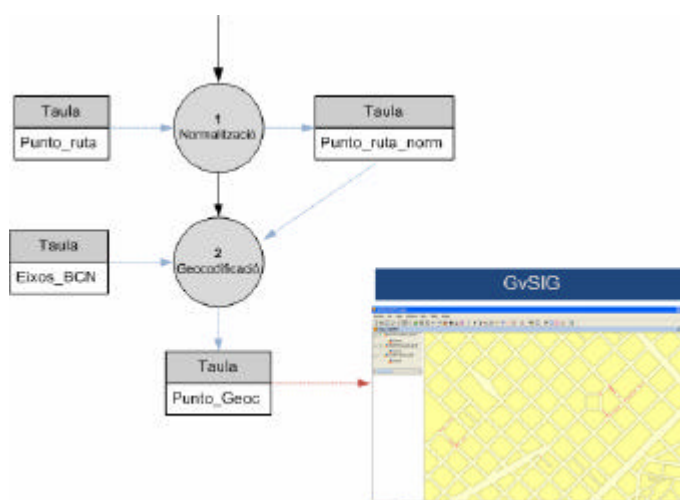 Taula
Punto_ruta
1
Normalització
Taula
Punto_ruta_norm
Taula
Eixos_BCN
2
Geocodificació
GvSIG
Taula
Punto_Geoc